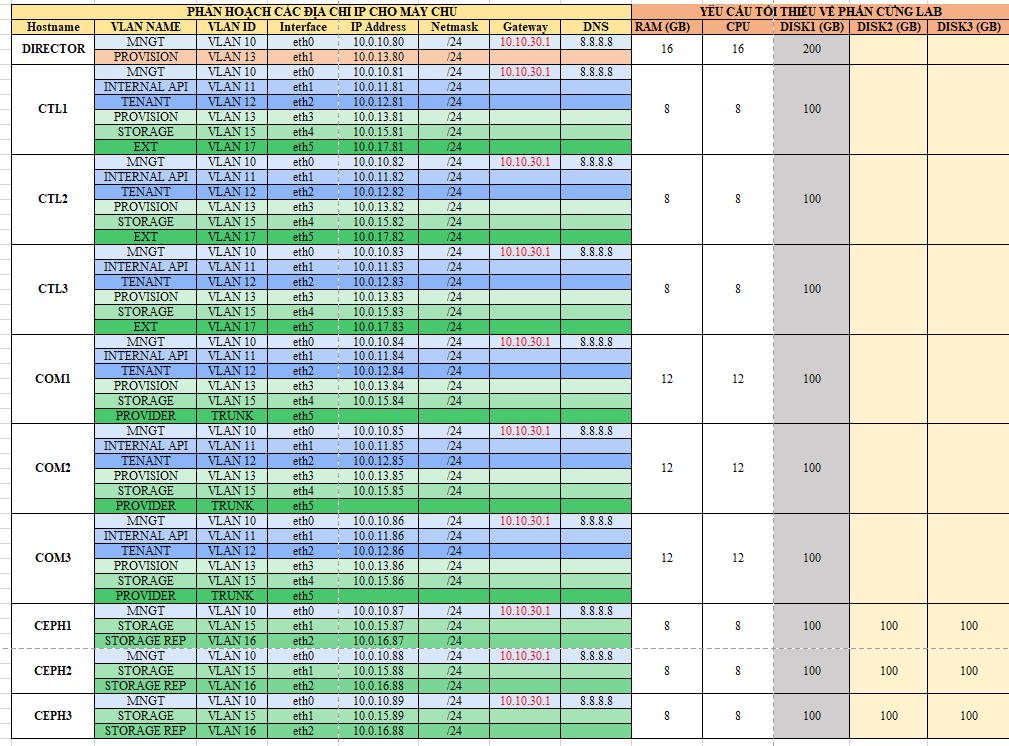 PHÂN HOẠCH CÁC ĐỊA CHỈ IP CHO MÁY CHỦ YÊU CẦU TỐI THIỂU VỀ PHẦN CỨNG LAB
Hostname VLAN NAME VLAN ID Interface IP Address Netmask Gateway DNS RAM (GB) CPU DISK1 (GB) DISK2 (GB) DISK3 (GB)
DIRECTOR MNGT VLAN 10 eth0 10.0.10.80 /24 10.10.30.1 8.8.8.8 16 16 200
PROVISION VLAN 13 eth1 10.0.13.80 /24
CTL1 MNGT VLAN 10 eth0 10.0.10.81 /24 10.10.30.1 8.8.8.8 8 8 100
INTERNAL API VLAN 11 eth1 10.0.11.81 /24
TENANT VLAN 12 eth2 10.0.12.81 /24
PROVISION VLAN 13 eth3 10.0.13.81 /24
STORAGE VLAN 15 eth4 10.0.15.81 /24
EXT VLAN 17 eth5 10.0.17.81 /24
CTL2 MNGT VLAN 10 eth0 10.0.10.82 /24 10.10.30.1 8.8.8.8 8 8 100
INTERNAL API VLAN 11 eth1 10.0.11.82 /24
TENANT VLAN 12 eth2 10.0.12.82 /24
PROVISION VLAN 13 eth3 10.0.13.82 /24
STORAGE VLAN 15 eth4 10.0.15.82 /24
EXT VLAN 17 eth5 10.0.17.82 /24
CTL3 MNGT VLAN 10 eth0 10.0.10.83 /24 10.10.30.1 8.8.8.8 8 8 100
INTERNAL API VLAN 11 eth1 10.0.11.83 /24
TENANT VLAN 12 eth2 10.0.12.83 /24
PROVISION VLAN 13 eth3 10.0.13.83 /24
STORAGE VLAN 15 eth4 10.0.15.83 /24
EXT VLAN 17 eth5 10.0.17.83 /24
COM1 MNGT VLAN 10 eth0 10.0.10.84 /24 10.10.30.1 8.8.8.8 12 12 100
INTERNAL API VLAN 11 eth1 10.0.11.84 /24
TENANT VLAN 12 eth2 10.0.12.84 /24
PROVISION VLAN 13 eth3 10.0.13.84 /24
STORAGE VLAN 15 eth4 10.0.15.84 /24
PROVIDER TRUNK eth5
COM2 MNGT VLAN 10 eth0 10.0.10.85 /24 10.10.30.1 8.8.8.8 12 12 100
INTERNAL API VLAN 11 eth1 10.0.11.85 /24
TENANT VLAN 12 eth2 10.0.12.85 /24
PROVISION VLAN 13 eth3 10.0.13.85 /24
STORAGE VLAN 15 eth4 10.0.15.85 /24
PROVIDER TRUNK eth5
COM3 MNGT VLAN 10 eth0 10.0.10.86 /24 10.10.30.1 8.8.8.8 12 12 100
INTERNAL API VLAN 11 eth1 10.0.11.86 /24
TENANT VLAN 12 eth2 10.0.12.86 /24
PROVISION VLAN 13 eth3 10.0.13.86 /24
STORAGE VLAN 15 eth4 10.0.15.86 /24
PROVIDER TRUNK eth5
CEPH1 MNGT VLAN 10 eth0 10.0.10.87 /24 10.10.30.1 8.8.8.8 8 8 100 100 100
STORAGE VLAN 15 eth1 10.0.15.87 /24
STORAGE REP VLAN 16 eth2 10.0.16.87 /24
CEPH2 MNGT VLAN 10 eth0 10.0.10.88 /24 10.10.30.1 8.8.8.8 8 8 100 100 100
STORAGE VLAN 15 eth1 10.0.15.88 /24
STORAGE REP VLAN 16 eth2 10.0.16.88 /24
CEPH3 MNGT VLAN 10 eth0 10.0.10.89 /24 10.10.30.1 8.8.8.8 8 8 100 100 100
STORAGE VLAN 15 eth1 10.0.15.89 /24
STORAGE REP VLAN 16 eth2 10.0.16.88 /24